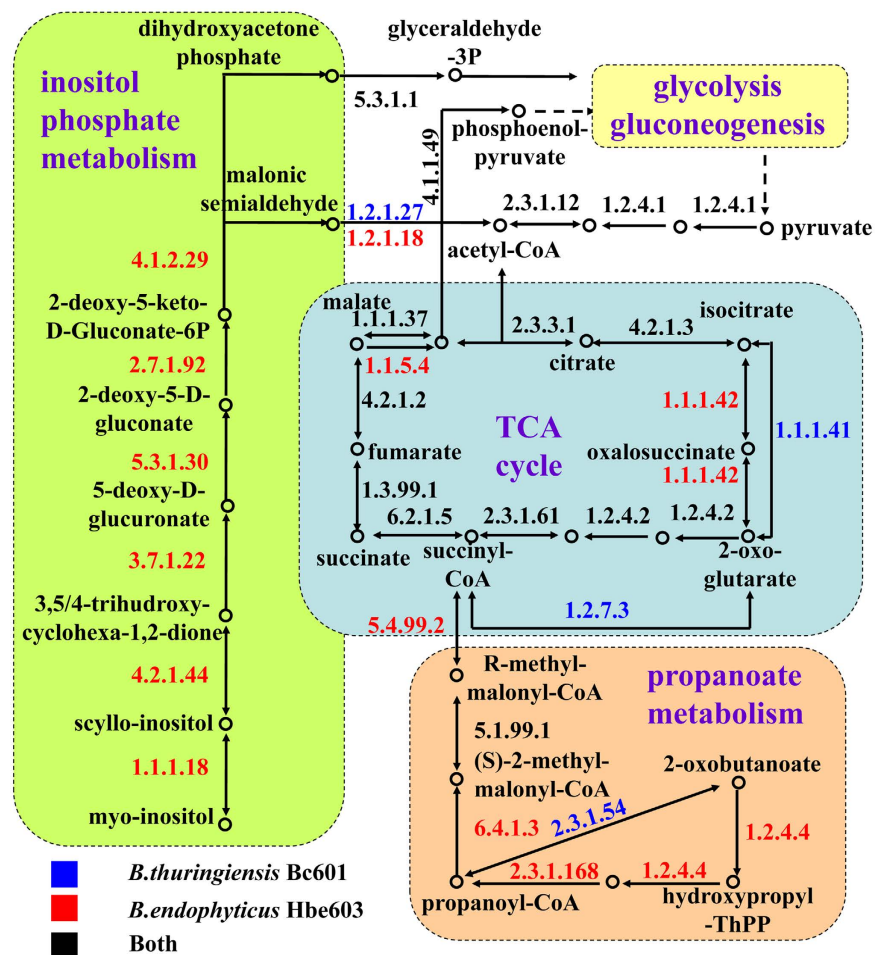 dihydroxyacetone
phosphate
glyceraldehyde
-3P
inositol
phosphate
metabolism
5.3.1.1
glycolysis
gluconeogenesis
phosphoenol-
pyruvate
4.1.1.49
malonic
semialdehyde
1.2.1.27
1.2.1.18
2.3.1.12
1.2.4.1
1.2.4.1
acetyl-CoA
pyruvate
4.1.2.29
2-deoxy-5-keto-
D-Gluconate-6P
malate
1.1.1.37
2.3.3.1
4.2.1.3
isocitrate
1.1.5.4
citrate
2.7.1.92
2-deoxy-5-D-
gluconate
4.2.1.2
1.1.1.42
TCA
cycle
1.1.1.41
fumarate
oxalosuccinate
5.3.1.30
1.1.1.42
5-deoxy-D-
glucuronate
1.3.99.1
6.2.1.5
2.3.1.61
1.2.4.2
1.2.4.2
succinate
succinyl-
CoA
2-oxo-
glutarate
3.7.1.22
3,5/4-trihudroxy-
cyclohexa-1,2-dione
1.2.7.3
5.4.99.2
4.2.1.44
R-methyl-
malonyl-CoA
propanoate
metabolism
scyllo-inositol
5.1.99.1
1.1.1.18
(S)-2-methyl-
malonyl-CoA
2-oxobutanoate
myo-inositol
6.4.1.3
2.3.1.54
1.2.4.4
2.3.1.168
1.2.4.4
propanoyl-CoA
hydroxypropyl
-ThPP
B.thuringiensis Bc601
B.endophyticus Hbe603
Both